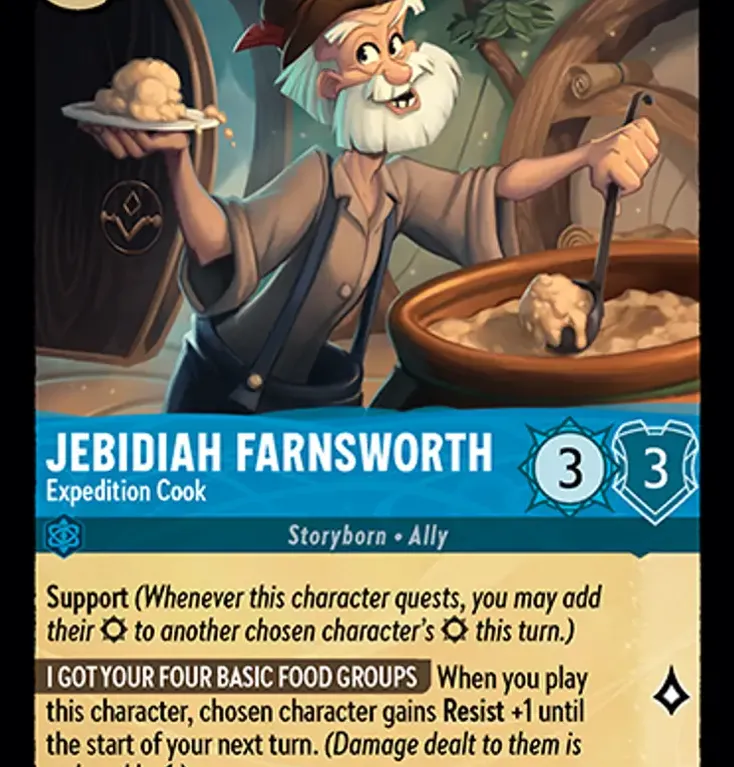 JEBIDIAH FARNSWORTH
3
3
Expedition Cook
Storyborn • Ally
Support (Whenever this character quests, you may add
their to another chosen character's this turn.)
I GOT YOUR FOUR BASIC FOOD GROUPS When you play
this character, chosen character gains Resist +1 until
the start of your next turn. (Damage dealt to them is